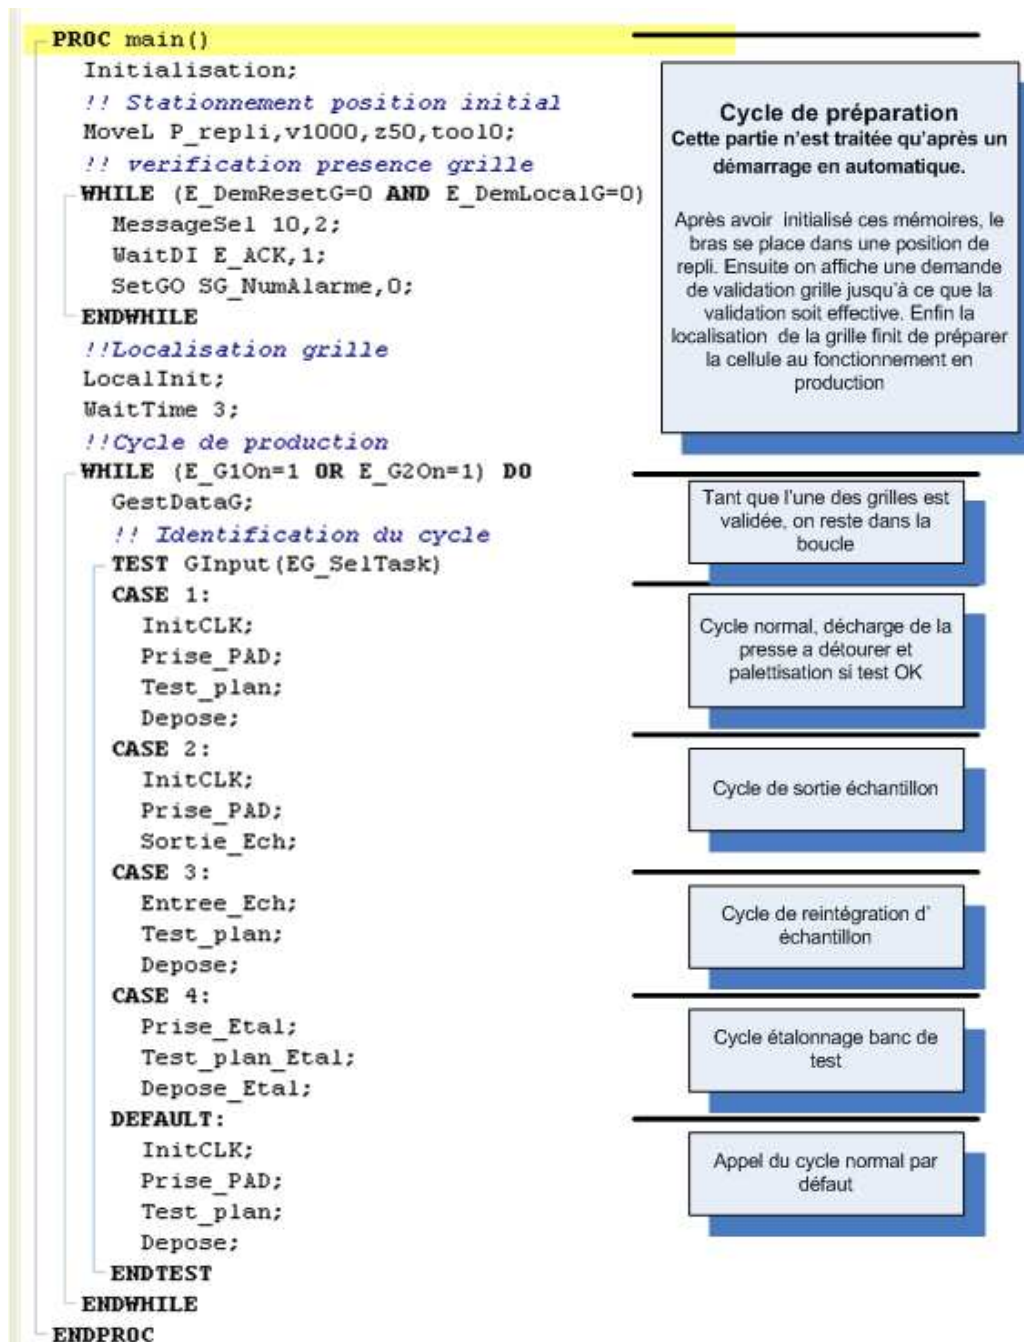 PROC main()
Initialisation;
!! Stationnement position initial
MoveL P_repli,v1000,z50,tool0;
!! verification presence grille
WHILE (E_DemResetG=0 AND E_DemLocalG=0)
MessageSel 10,2;
WaitDI E_ACK,1;
SetGO SG_NumAlarme,0;
ENDWHILE
!!Localisation grille
LocalInit;
WaitTime 3;
!!Cycle de production
WHILE (E_G1On=1 OR E_G2On=1) DO
GestDataG;
!! Identification du cycle
TEST GInput(EG_SelTask)
CASE 1:
InitCLK;
Prise_PAD;
Test_plan;
Depose;
CASE 2:
InitCLK;
Prise_PAD;
Sortie_Ech;
CASE 3:
Entree_Ech;
Test_plan;
Depose;
CASE 4:
Prise_Etal;
Test_plan_Etal;
Depose_Etal;
DEFAULT:
InitCLK;
Prise_PAD;
Test_plan;
Depose;
ENDTEST
ENDWHILE
ENDPROC
Cycle de préparation
Cette partie n'est traitée qu'après un
démarrage en automatique.
Après avoir initialisé ces mémoires, le
bras se place dans une position de
repli. Ensuite on affiche une demande
de validation grille jusqu'à ce que la
validation soit effective. Enfin la
localisation de la grille finit de préparer
la cellule au fonctionnement en
production
Tant que l'une des grilles est
validée, on reste dans la
boucle
Cycle normal, décharge de la
presse a détourer et
palettisation si test OK
Cycle de sortie échantillon
Cycle de reintégration d'
échantillon
Cycle étalonnage banc de
test
Appel du cycle normal par
défaut